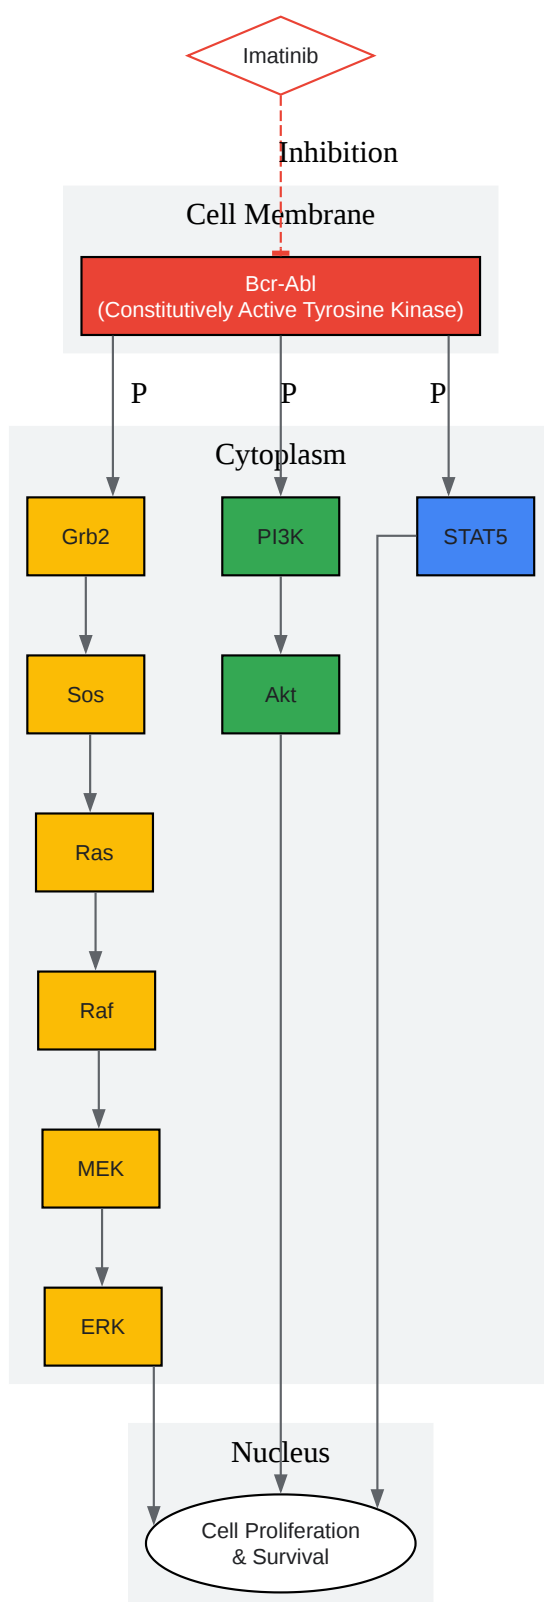 Imatinib
Inhibition
Cell Membrane
Bcr-Abl
(Constitutively Active Tyrosine Kinase)
P P P
Cytoplasm
Grb2 PI3K STAT5
Sos Akt
Ras
Raf
MEK
ERK
Nucleus
Cell Proliferation
& Survival